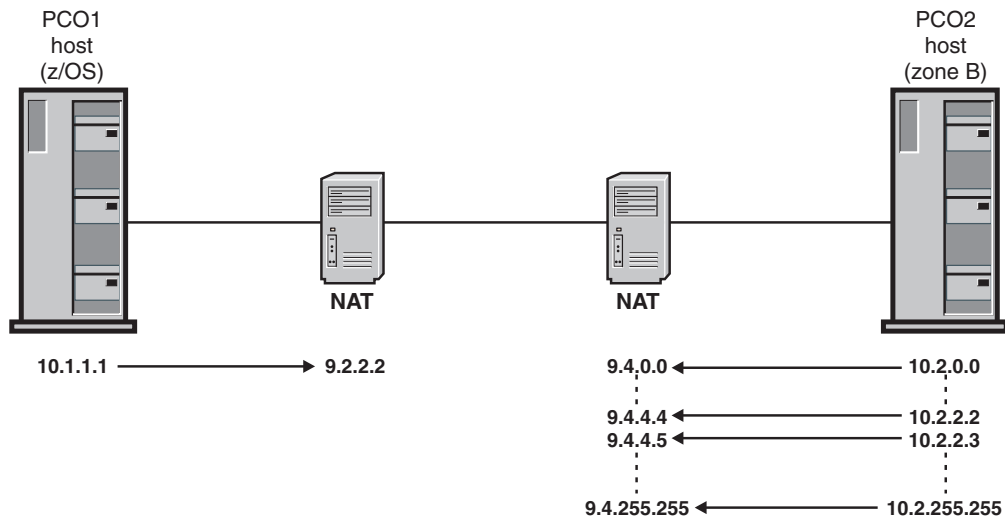 PCO1
host
(z/OS)
PCO2
host
(zone B)
NAT
NAT
10.1.1.1
9.2.2.2
9.4.0.0
10.2.0.0
9.4.4.4
10.2.2.2
9.4.4.5
10.2.2.3
9.4.255.255
10.2.255.255